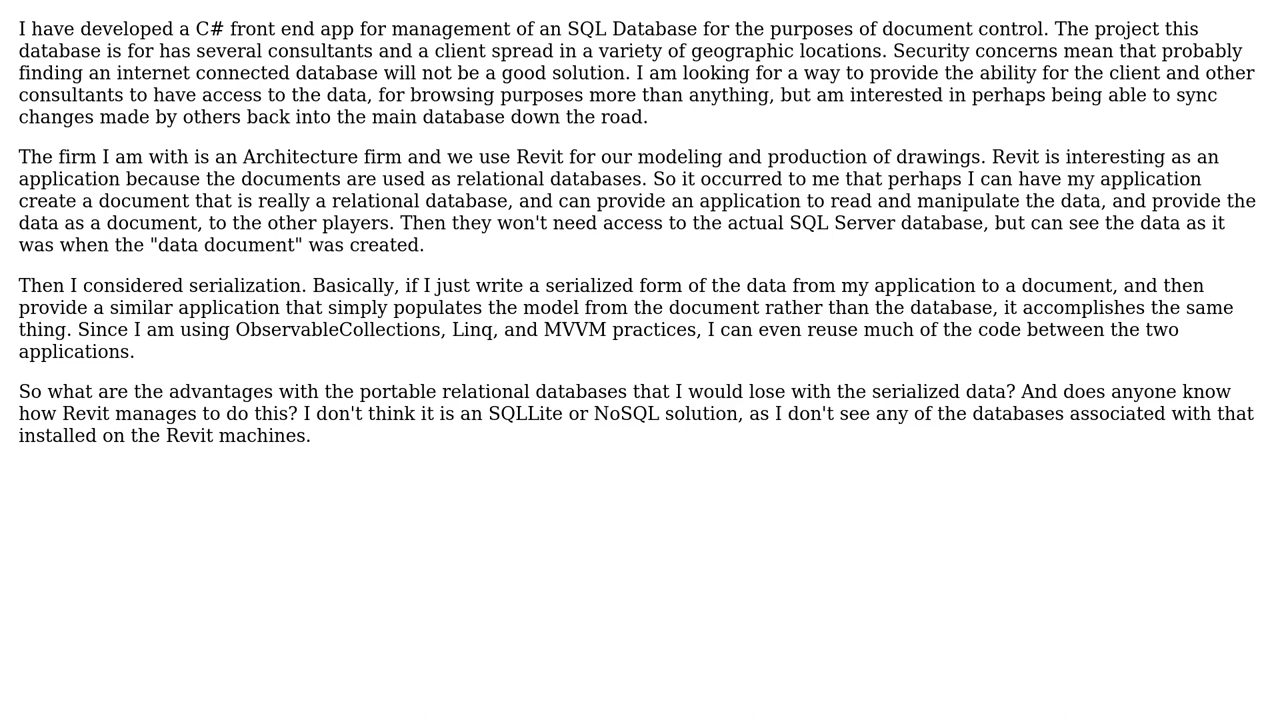 I have developed a C# front end app for management of an SQL Database for the purposes of document control. The project this
database is for has several consultants and a client spread in a variety of geographic locations. Security concerns mean that probably
finding an internet connected database will not be a good solution. I am looking for a way to provide the ability for the client and other
consultants to have access to the data, for browsing purposes more than anything, but am interested in perhaps being able to sync
changes made by others back into the main database down the road.
The firm I am with is an Architecture firm and we use Revit for our modeling and production of drawings. Revit is interesting as an
application because the documents are used as relational databases. So it occurred to me that perhaps I can have my application
create a document that is really a relational database, and can provide an application to read and manipulate the data, and provide the
data as a document, to the other players. Then they won't need access to the actual SQL Server database, but can see the data as it
was when the "data document" was created.
Then I considered serialization. Basically, if I just write a serialized form of the data from my application to a document, and then
provide a similar application that simply populates the model from the document rather than the database, it accomplishes the same
thing. Since I am using ObservableCollections, Linq, and MVVM practices, I can even reuse much of the code between the two
applications.
So what are the advantages with the portable relational databases that I would lose with the serialized data? And does anyone know
how Revit manages to do this? I don't think it is an SQLLite or NoSQL solution, as I don't see any of the databases associated with that
installed on the Revit machines.